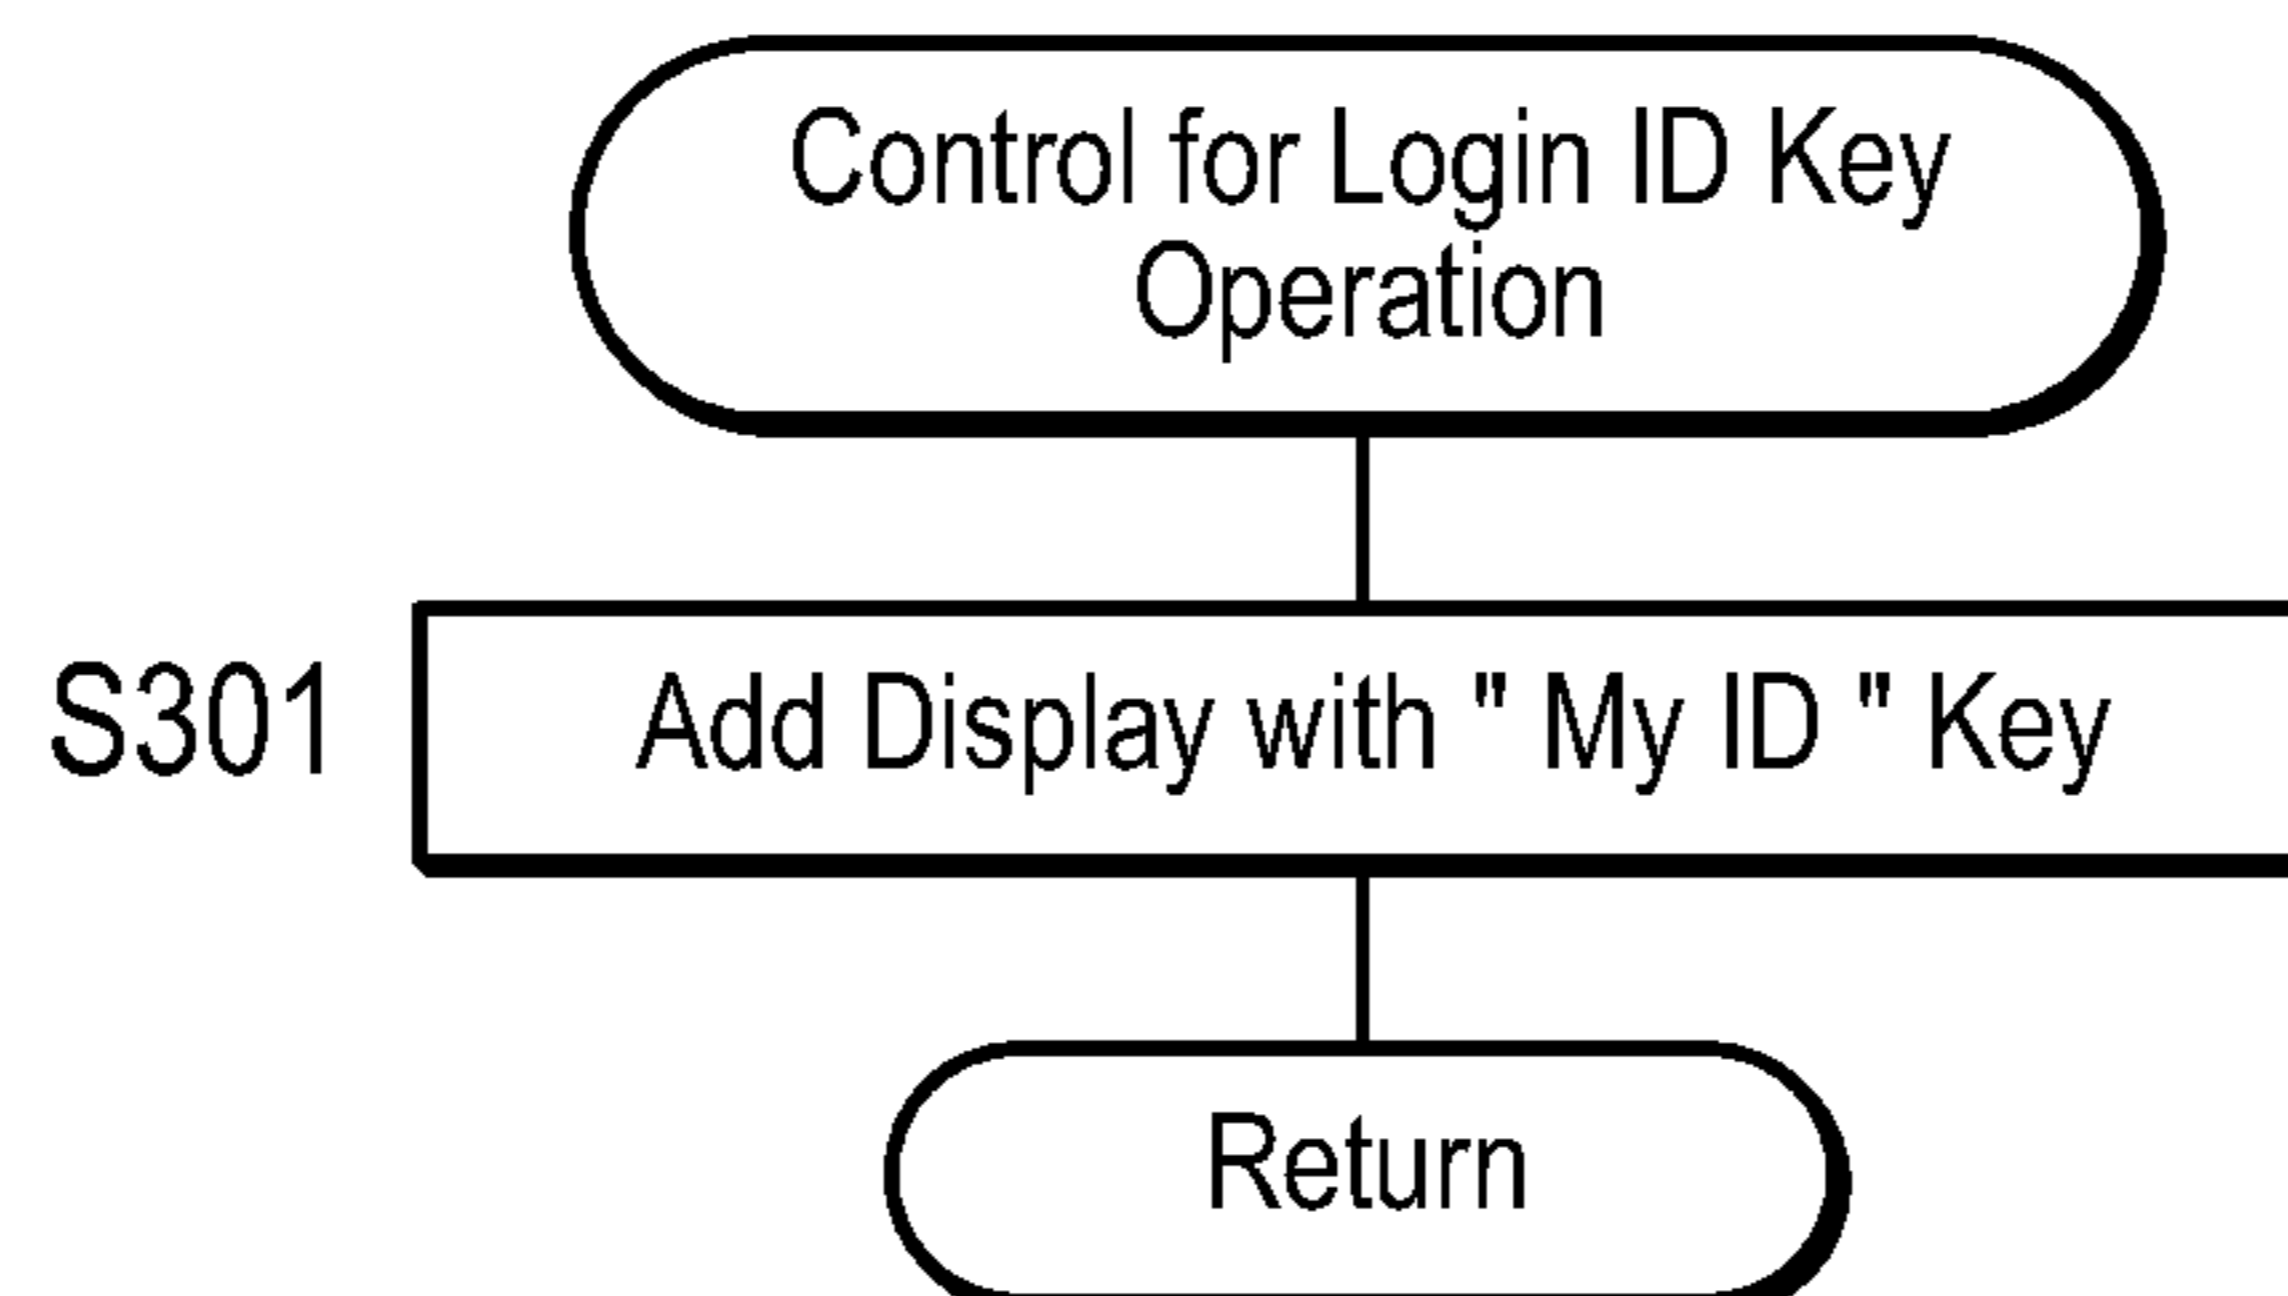 Control for Login ID Key
Operation
S301
Add Display with " My ID " Key
Return